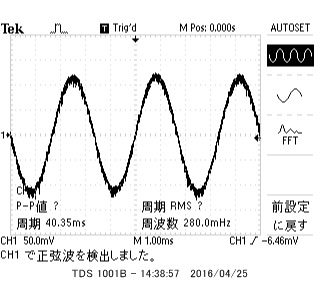 Tek T Trig'd M Pos: 0.000s AUTOSET
1
FFT
CH1
P-P値 ? 周期 RMS ?
周期 40.35ms 周波数 280.0mHz
前設定
に戻す
CH1 50.0mV M 1.00ms CH1 -6.46mV
CH1 で正弦波を検出しました。
TDS 1001B - 14:38:57 2016/04/25